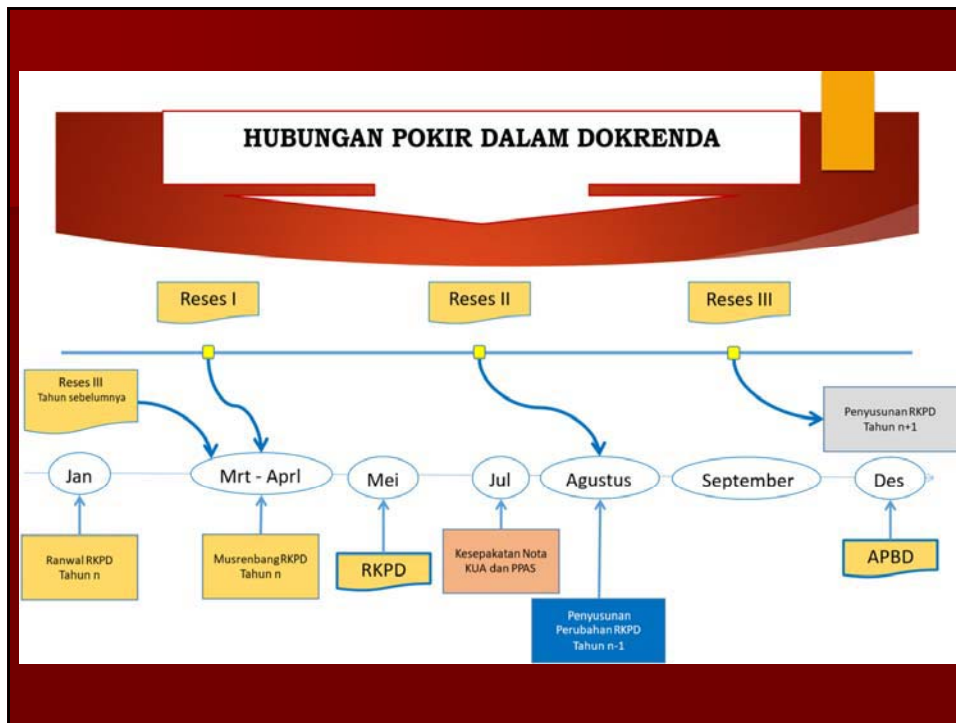 HUBUNGAN POKIR DALAM DOKRENDA
Reses I
Reses II
Reses III
Reses III
Tahun sebelumnya
Penyusunan RKPD
Tahun n+1
Jan
Mrt - Aprl
Mei
Jul
Agustus
September
Des
Ranwal RKPD
Tahun n
Musrenbang RKPD
Tahun n
RKPD
Kesepakatan Nota
KUA dan PPAS
APBD
Penyusunan
Perubahan RKPD
Tahun n-1